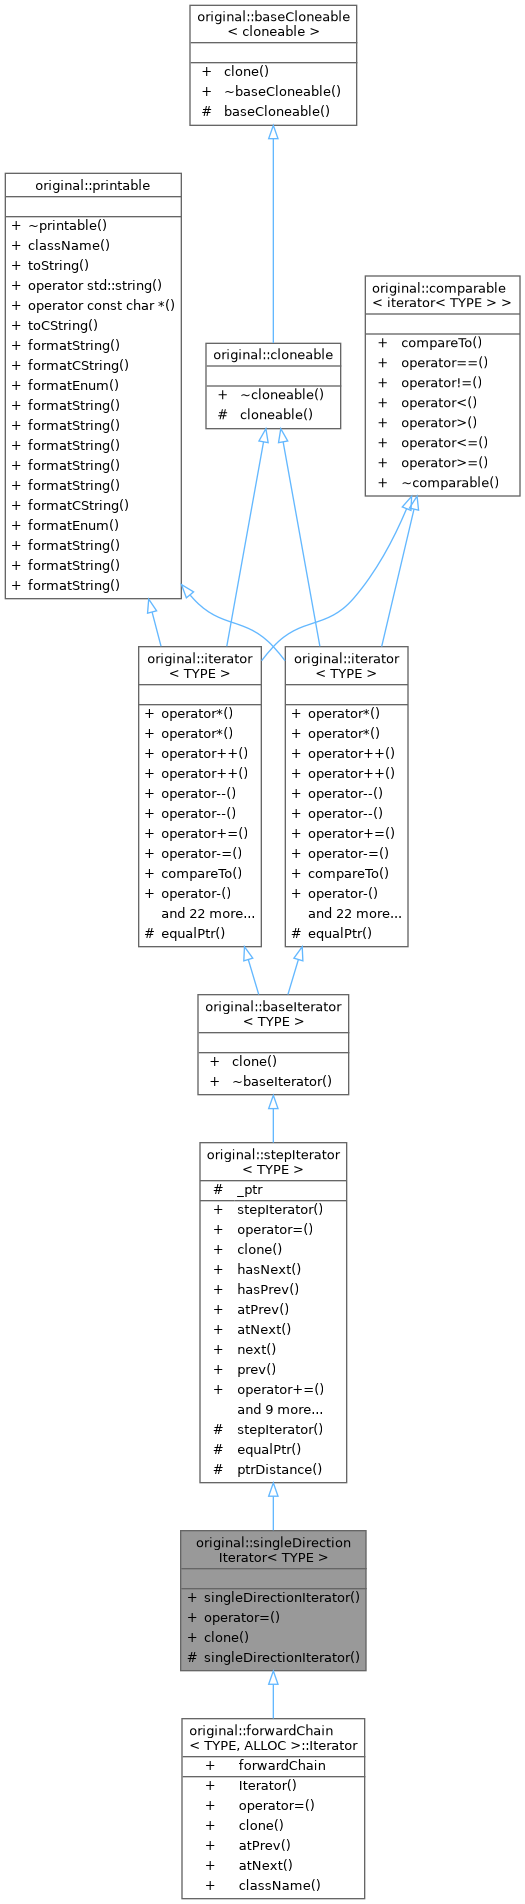 original::baseCloneable
< cloneable >
+ clone()
+ ~baseCloneable()
# baseCloneable()
original::printable
+ ~printable()
+ className()
+ toString()
+ operator std::string()
+ operator const char *()
+ toCString()
+ formatString()
+ formatCString()
+ formatEnum()
+ formatString()
+ formatString()
+ formatString()
+ formatString()
+ formatString()
+ formatCString()
+ formatEnum()
+ formatString()
+ formatString()
+ formatString()
original::comparable
< iterator< TYPE > >
+ compareTo()
+ operator==()
+ operator!=()
+ operator<()
+ operator>()
+ operator<=()
+ operator>=()
+ ~comparable()
original::cloneable
+ ~cloneable()
# cloneable()
original::iterator
< TYPE >
+ operator*()
+ operator*()
+ operator++()
+ operator++()
+ operator--()
+ operator--()
+ operator+=()
+ operator-=()
+ compareTo()
+ operator-()
and 22 more...
# equalPtr()
original::iterator
< TYPE >
+ operator*()
+ operator*()
+ operator++()
+ operator++()
+ operator--()
+ operator--()
+ operator+=()
+ operator-=()
+ compareTo()
+ operator-()
and 22 more...
# equalPtr()
original::baseIterator
< TYPE >
+ clone()
+ ~baseIterator()
original::stepIterator
< TYPE >
# _ptr
+ stepIterator()
+ operator=()
+ clone()
+ hasNext()
+ hasPrev()
+ atPrev()
+ atNext()
+ next()
+ prev()
+ operator+=()
and 9 more...
# stepIterator()
# equalPtr()
# ptrDistance()
original::singleDirection
Iterator< TYPE >
+ singleDirectionIterator()
+ operator=()
+ clone()
# singleDirectionIterator()
original::forwardChain
< TYPE, ALLOC >::Iterator
+ forwardChain
+ Iterator()
+ operator=()
+ clone()
+ atPrev()
+ atNext()
+ className()